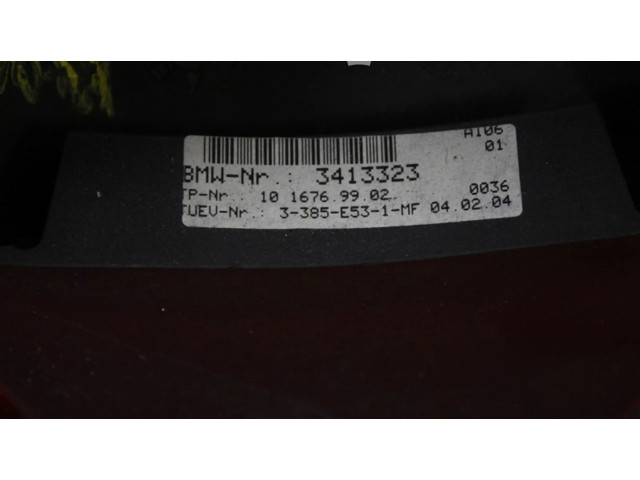 AI06
01
BMW-Nr.: 3413323
TP-Nr.: 10 1676.99.02 0036
TUEV-Nr.: 3-385-E53-1-MF 04.02.04